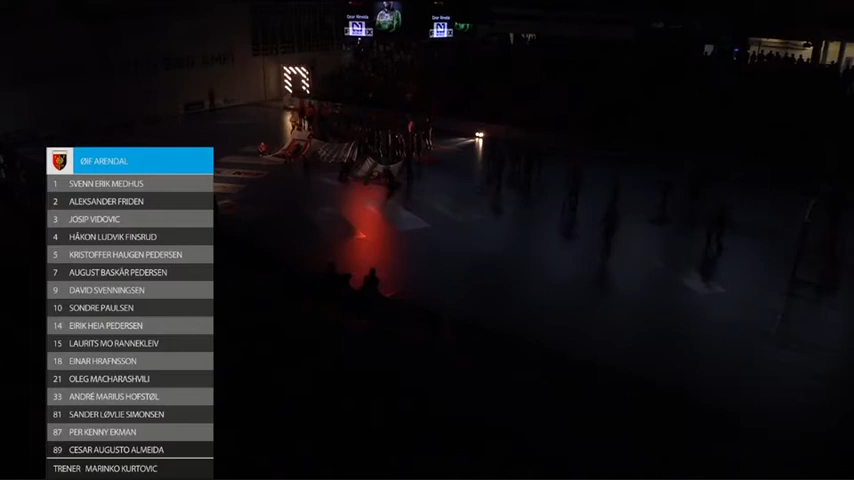 ØIF ARENDAL
1 SVENN ERIK MEDHUS
2 ALEKSANDER FRIDEN
3 JOSIP VIDOVIC
4 HÅKON LUDVIK FINSRUD
5 KRISTOFFER HAUGEN PEDERSEN
7 AUGUST BASKÅR PEDERSEN
9 DAVID SVENNINGSEN
10 SONDRE PAULSEN
14 EIRIK HEIA PEDERSEN
15 LAURITS MO RANNEKLEIV
18 EINAR HRAFNSSON
21 OLEG MACHARASHVILI
33 ANDRÉ MARIUS HOFSTØL
81 SANDER LØVLIE SIMONSEN
87 PER KENNY EKMAN
89 CESAR AUGUSTO ALMEIDA
TRENER MARINKO KURTOVIC